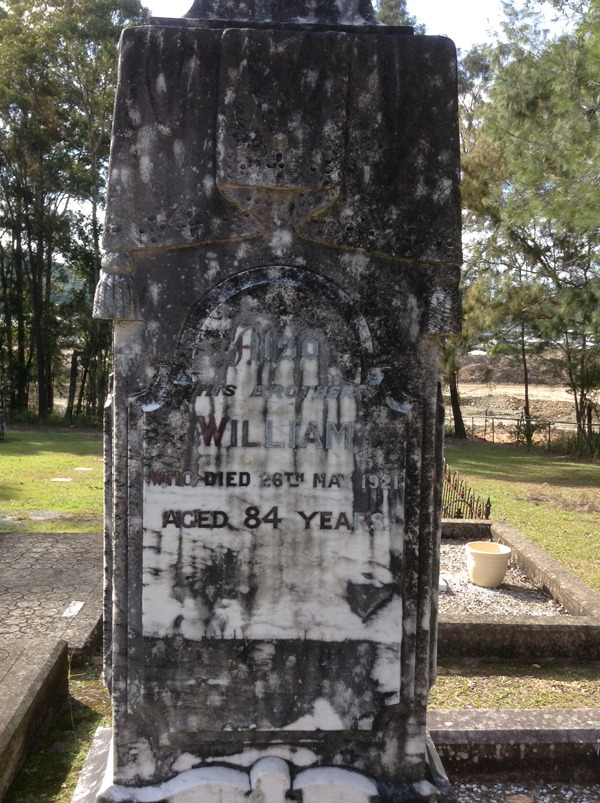 Also
HIS BROTHER
WILLIAM
WHO DIED 26TH MAY 1921
AGED 84 YEARS